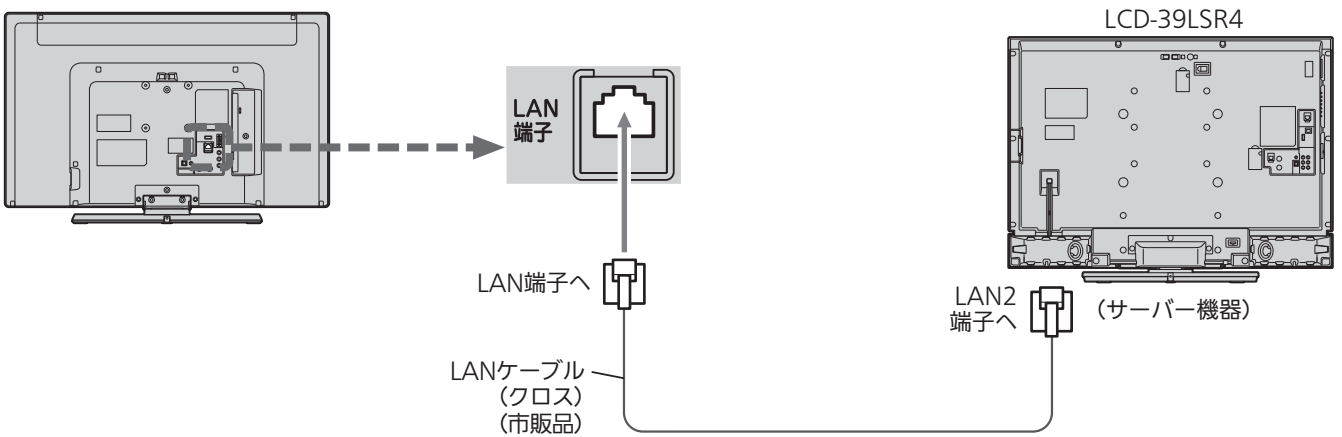 LCD-39LSR4
LAN
端子
LAN端子へ
LAN2
端子へ
（サーバー機器）
LANケーブル
（クロス）
（市販品）